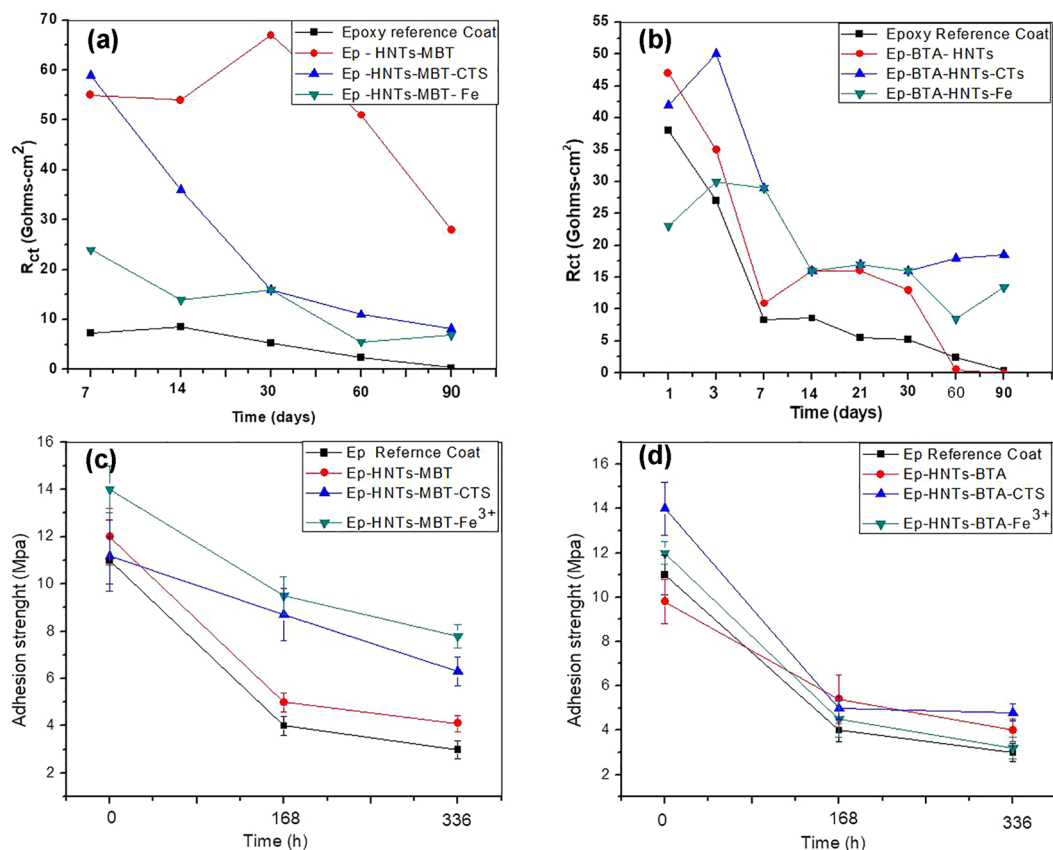 (a)
Epoxy reference Coat
Ep -HNTs-MBT
Ep -HNTs-MBT-CTS
Ep -HNTs-MBT- Fe
70
60
50
40
30
20
10
0
Rct (Gohms-cm2)
7 14 30 60 90
Time (days)
(b)
Epoxy Reference Coat
Ep-BTA- HNTs
Ep-BTA-HNTs-CTs
Ep-BTA-HNTs-Fe
55
50
45
40
35
30
25
20
15
10
5
0
Rct (Gohms-cm2)
1 3 7 14 21 30 60 90
Time (days)
(c)
Ep Refernce Coat
Ep-HNTs-MBT
Ep-HNTs-MBT-CTS
Ep-HNTs-MBT-Fe3+
16
14
12
10
8
6
4
2
Adhesion strenght (Mpa)
0 168 336
Time (h)
(d)
Ep Reference Coat
Ep-HNTs-BTA
Ep-HNTs-BTA-CTS
Ep-HNTs-BTA-Fe3+
16
14
12
10
8
6
4
2
Adhesion strenght (Mpa)
0 168 336
Time (h)